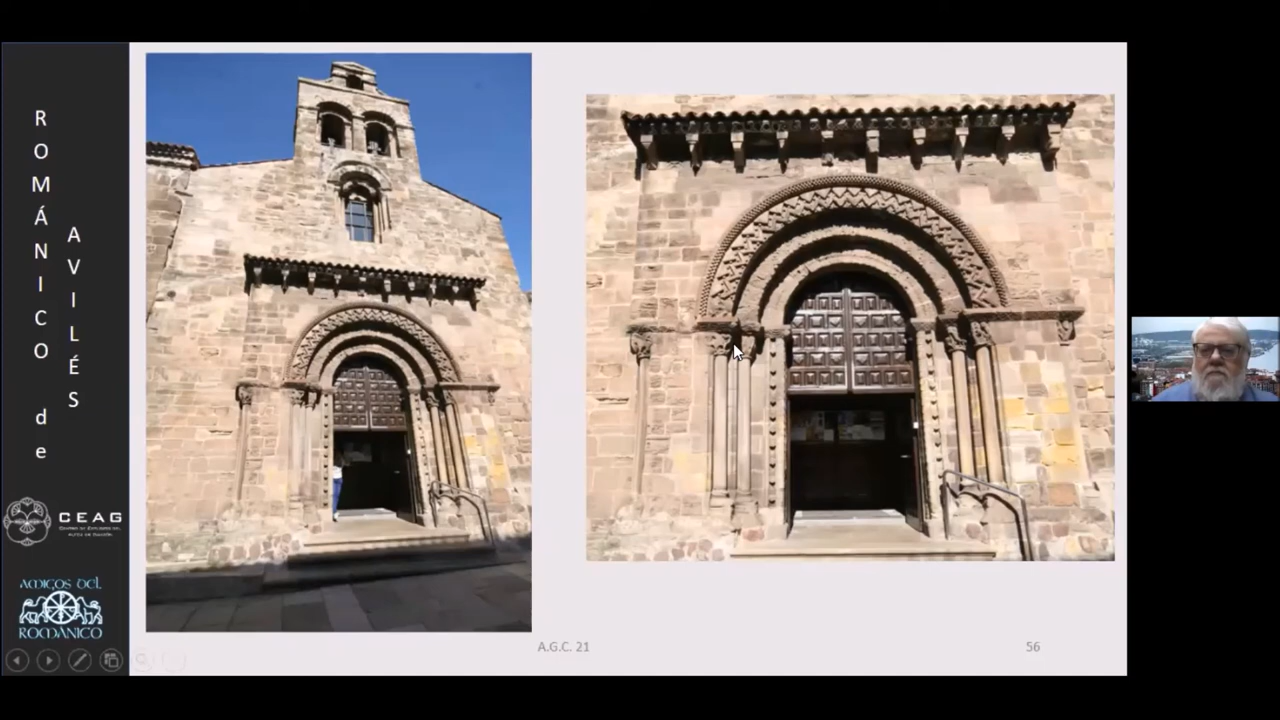 ROMÁNICO de
AVILÉS
CEAG
AMIGOS DEL
ROMÁNICO
A.G.C. 21
56